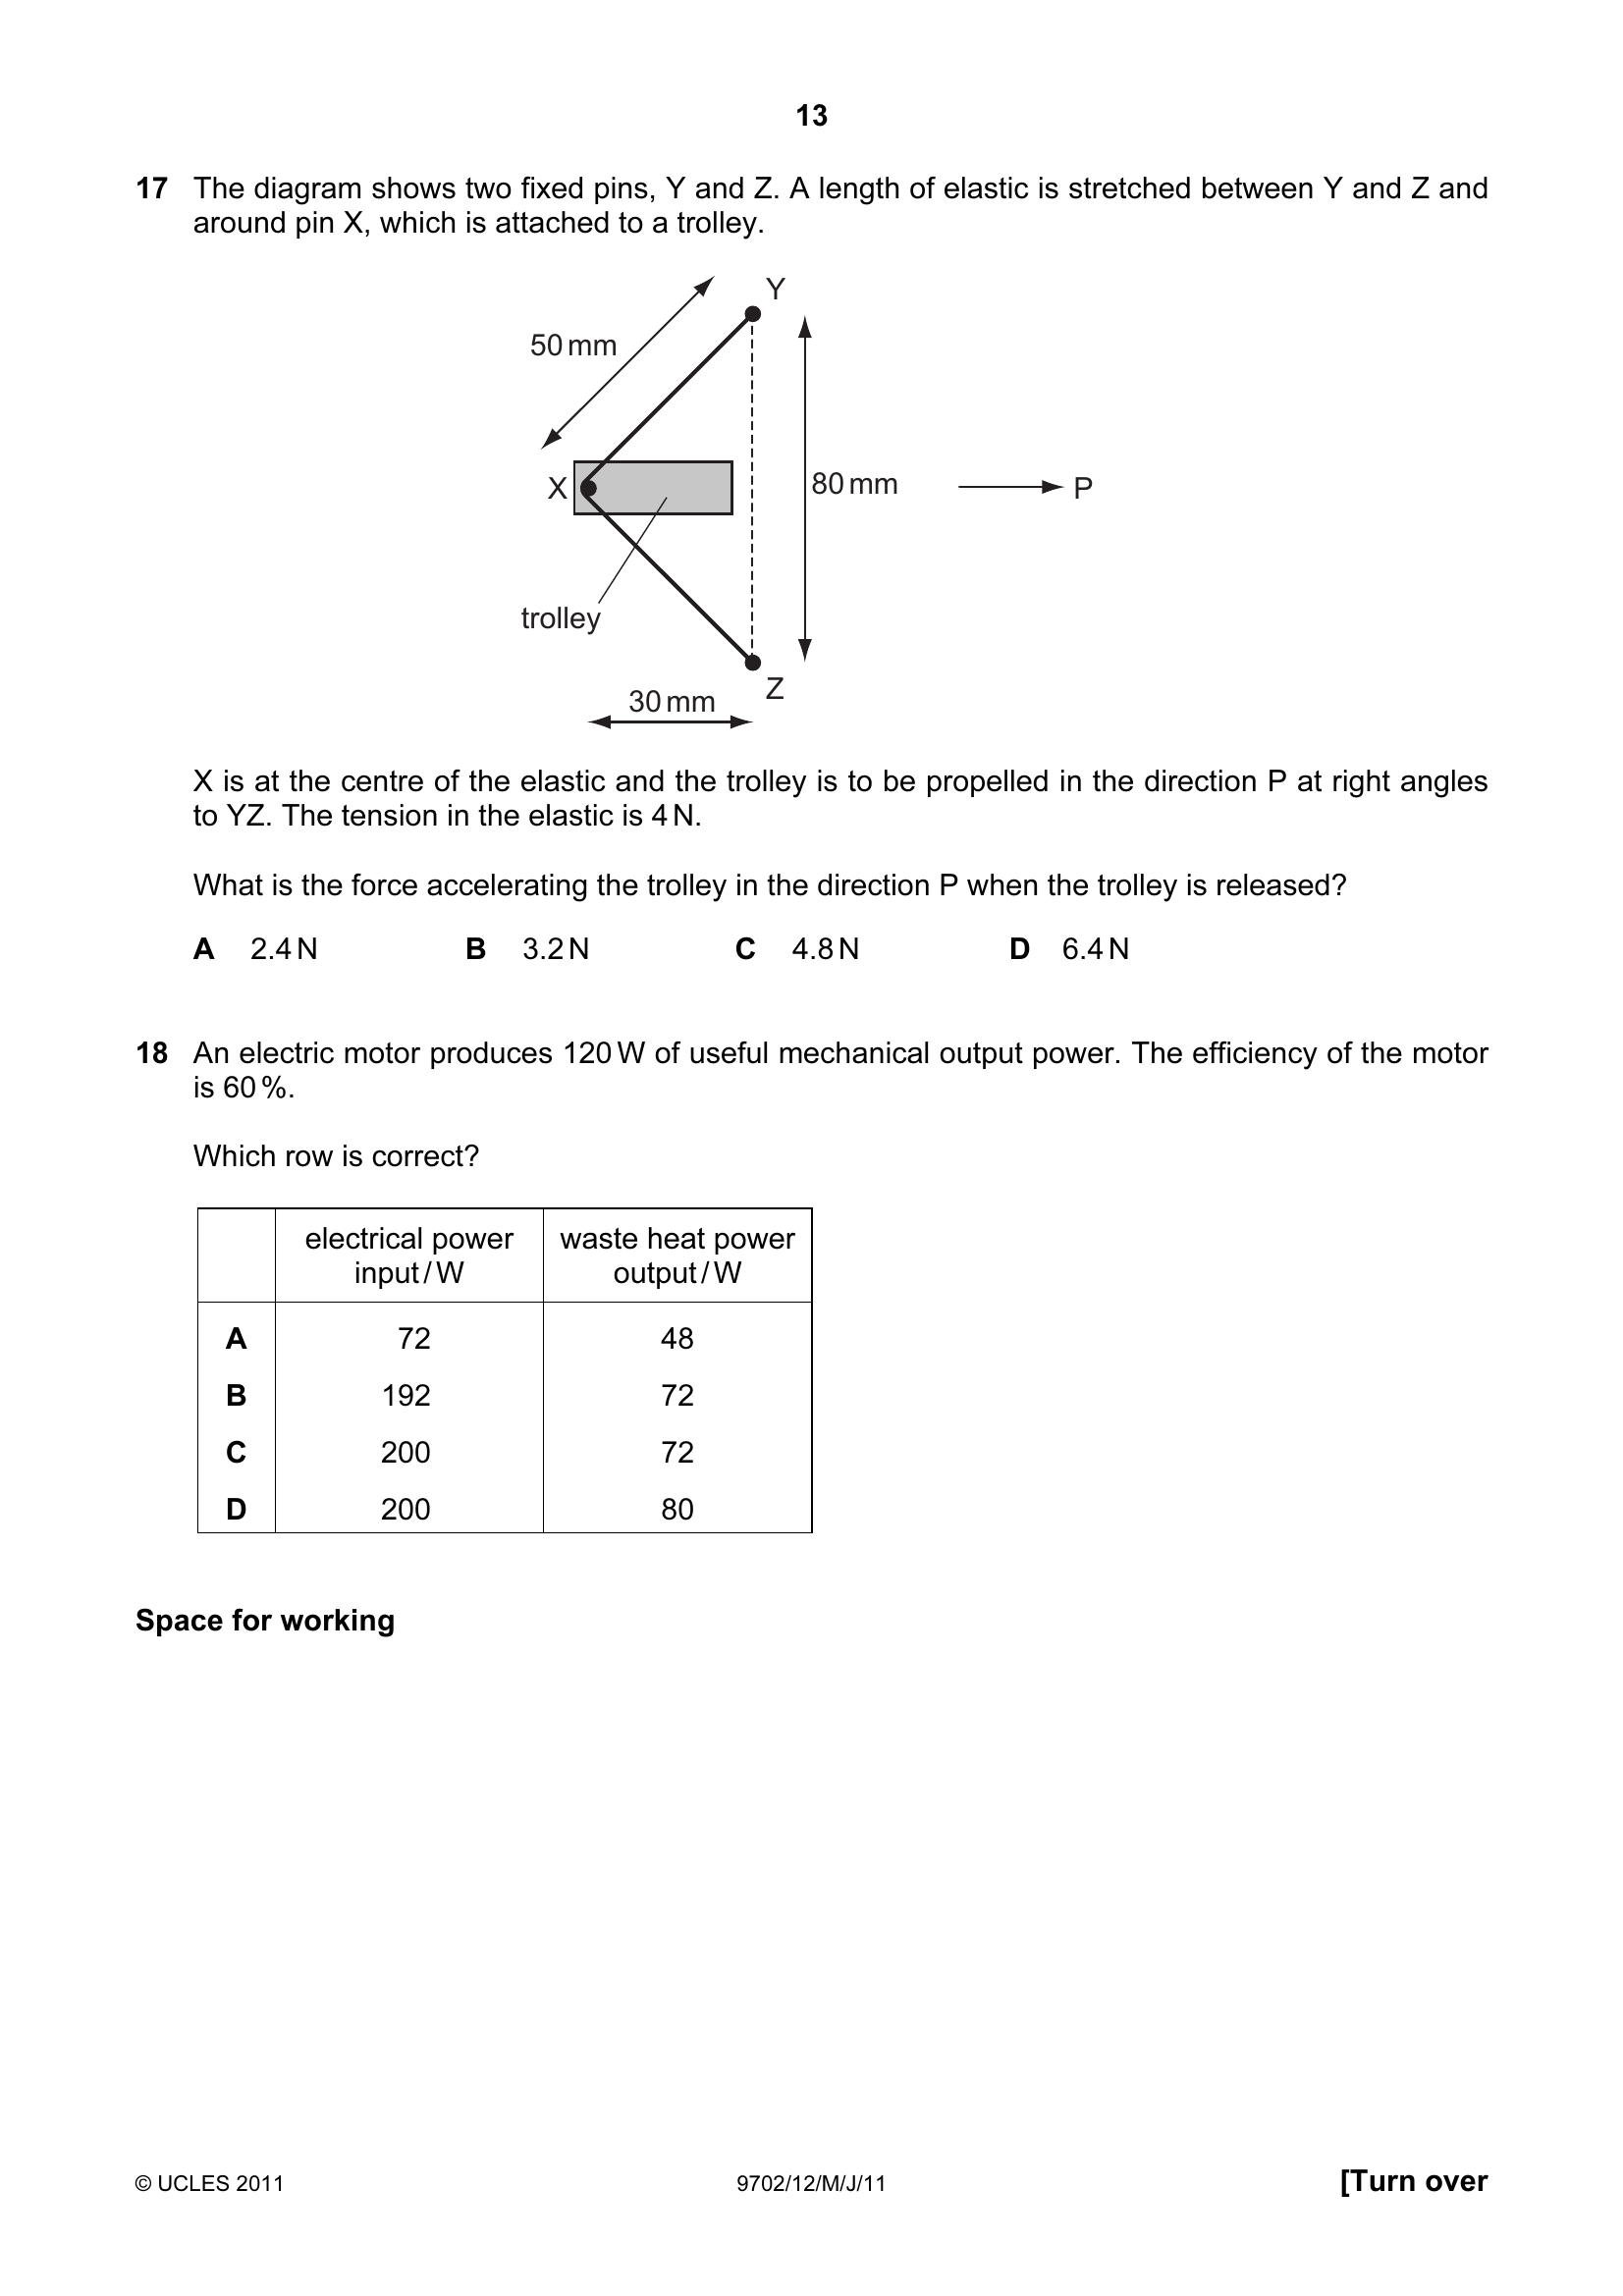 13
17 The diagram shows two fixed pins, Y and Z. A length of elastic is stretched between Y and Z and
around pin X, which is attached to a trolley.
Y
50 mm
X
80 mm
P
trolley
Z
30 mm
X is at the centre of the elastic and the trolley is to be propelled in the direction P at right angles
to YZ. The tension in the elastic is 4 N.
What is the force accelerating the trolley in the direction P when the trolley is released?
A 2.4 N B 3.2 N C 4.8 N D 6.4 N
18 An electric motor produces 120 W of useful mechanical output power. The efficiency of the motor
is 60 %.
Which row is correct?
electrical power waste heat power
input / W output / W
A 72 48
B 192 72
C 200 72
D 200 80
Space for working
© UCLES 2011 9702/12/M/J/11 [Turn over